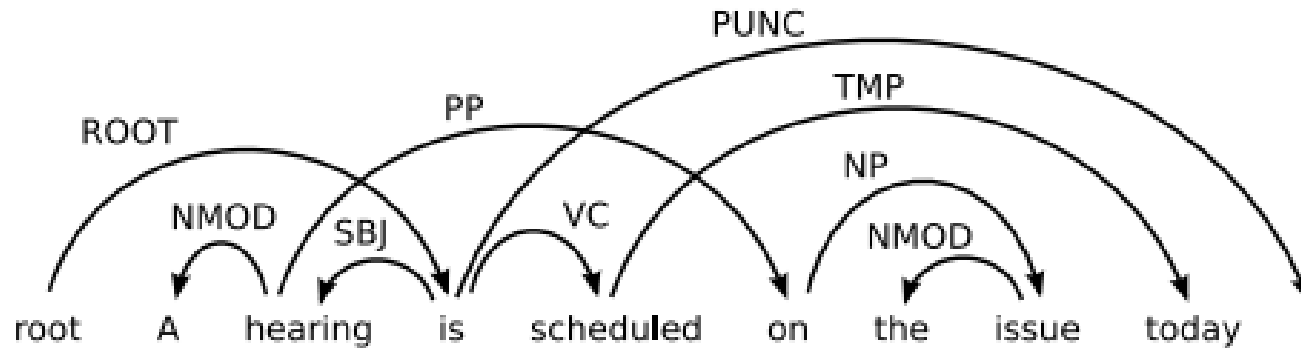 PUNC
TMP
PP
ROOT
NP
NMOD
SBJ
VC
NMOD
root A hearing is scheduled on the issue today